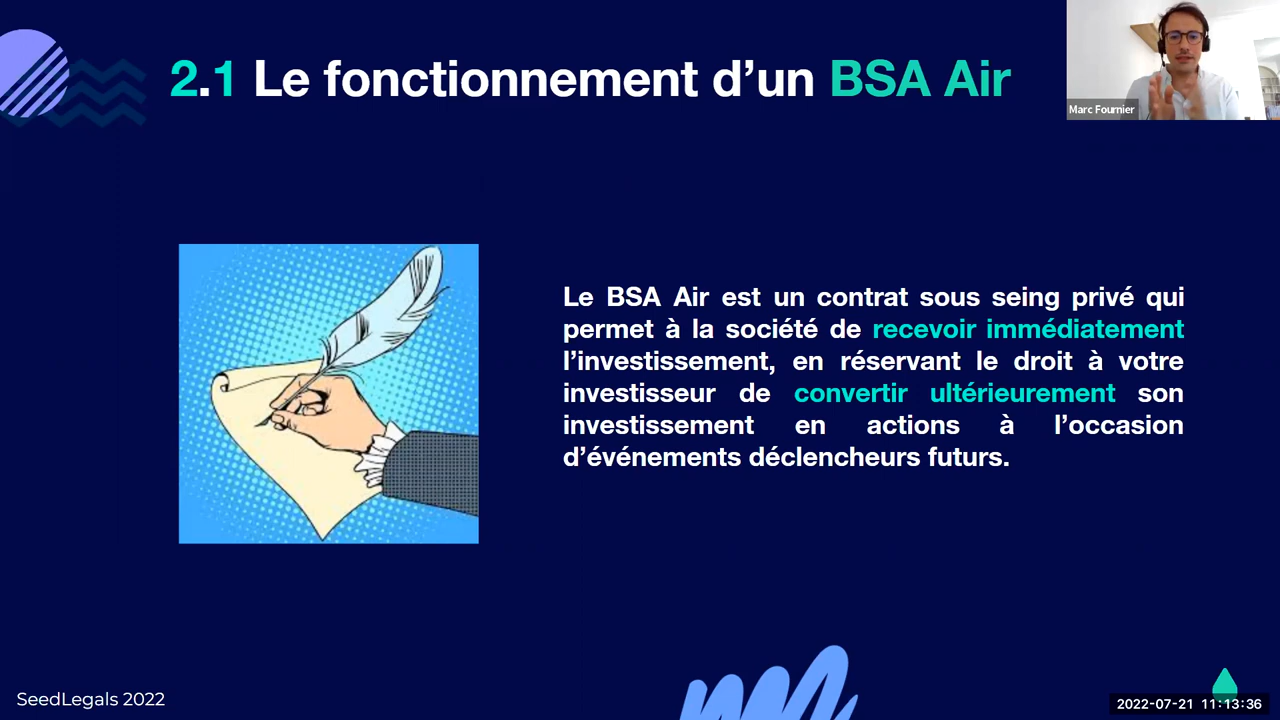 2.1 Le fonctionnement d’un BSA Air
Marc Fournier
Le BSA Air est un contrat sous seing privé qui
permet à la société de recevoir immédiatement
l’investissement, en réservant le droit à votre
investisseur de convertir ultérieurement son
investissement en actions à l’occasion
d’événements déclencheurs futurs.
SeedLegals 2022
2022-07-21 11:13:36